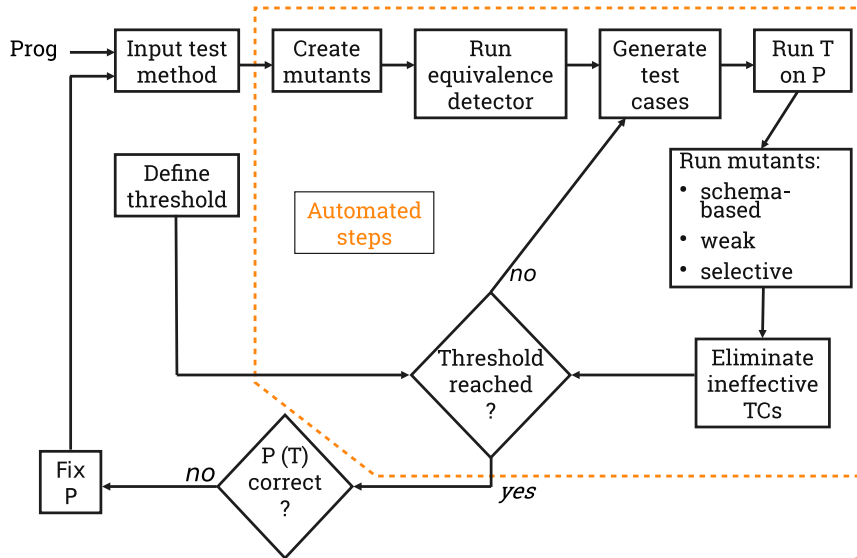 Prog
Input test
method
Create
mutants
Run
equivalence
detector
Generate
test
cases
Run T
on P
Define
threshold
Automated
steps
Run mutants:
• schema-
based
• weak
• selective
no
Threshold
reached
?
Eliminate
ineffective
TCs
yes
P (T)
correct
?
no
Fix
P